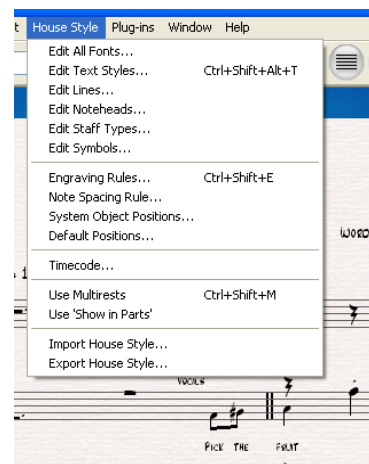 t House Style Plug-ins Window Help
Edit All Fonts...
Edit Text Styles... Ctrl+Shift+Alt+T
Edit Lines...
Edit Noteheads...
Edit Staff Types...
Edit Symbols...
Engraving Rules... Ctrl+Shift+E
Note Spacing Rule...
System Object Positions...
Default Positions...
WORD
Timecode...
1
Use Multirests Ctrl+Shift+M
Use 'Show in Parts'
Import House Style...
Export House Style...
VOCALS
PICK THE FRUIT